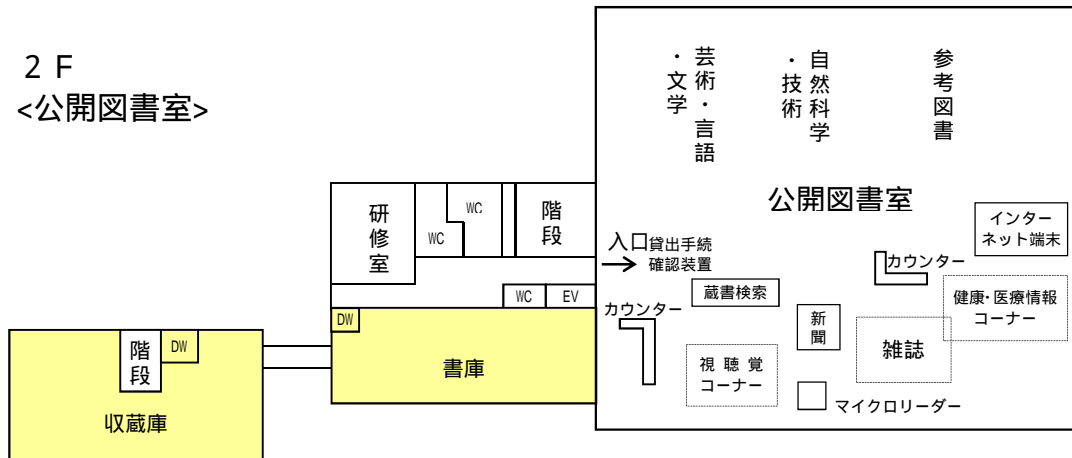 ２Ｆ
<公開図書室>
芸術・言語
・文学
自然科学
・技術
参考図書
公開図書室
研修室
WC
WC
階段
入口
貸出手続
確認装置
インター
ネット端末
カウンター
蔵書検索
WC
EV
カウンター
健康・医療情報
コーナー
新聞
雑誌
DW
書庫
視聴覚
コーナー
マイクロリーダー
階段
DW
収蔵庫